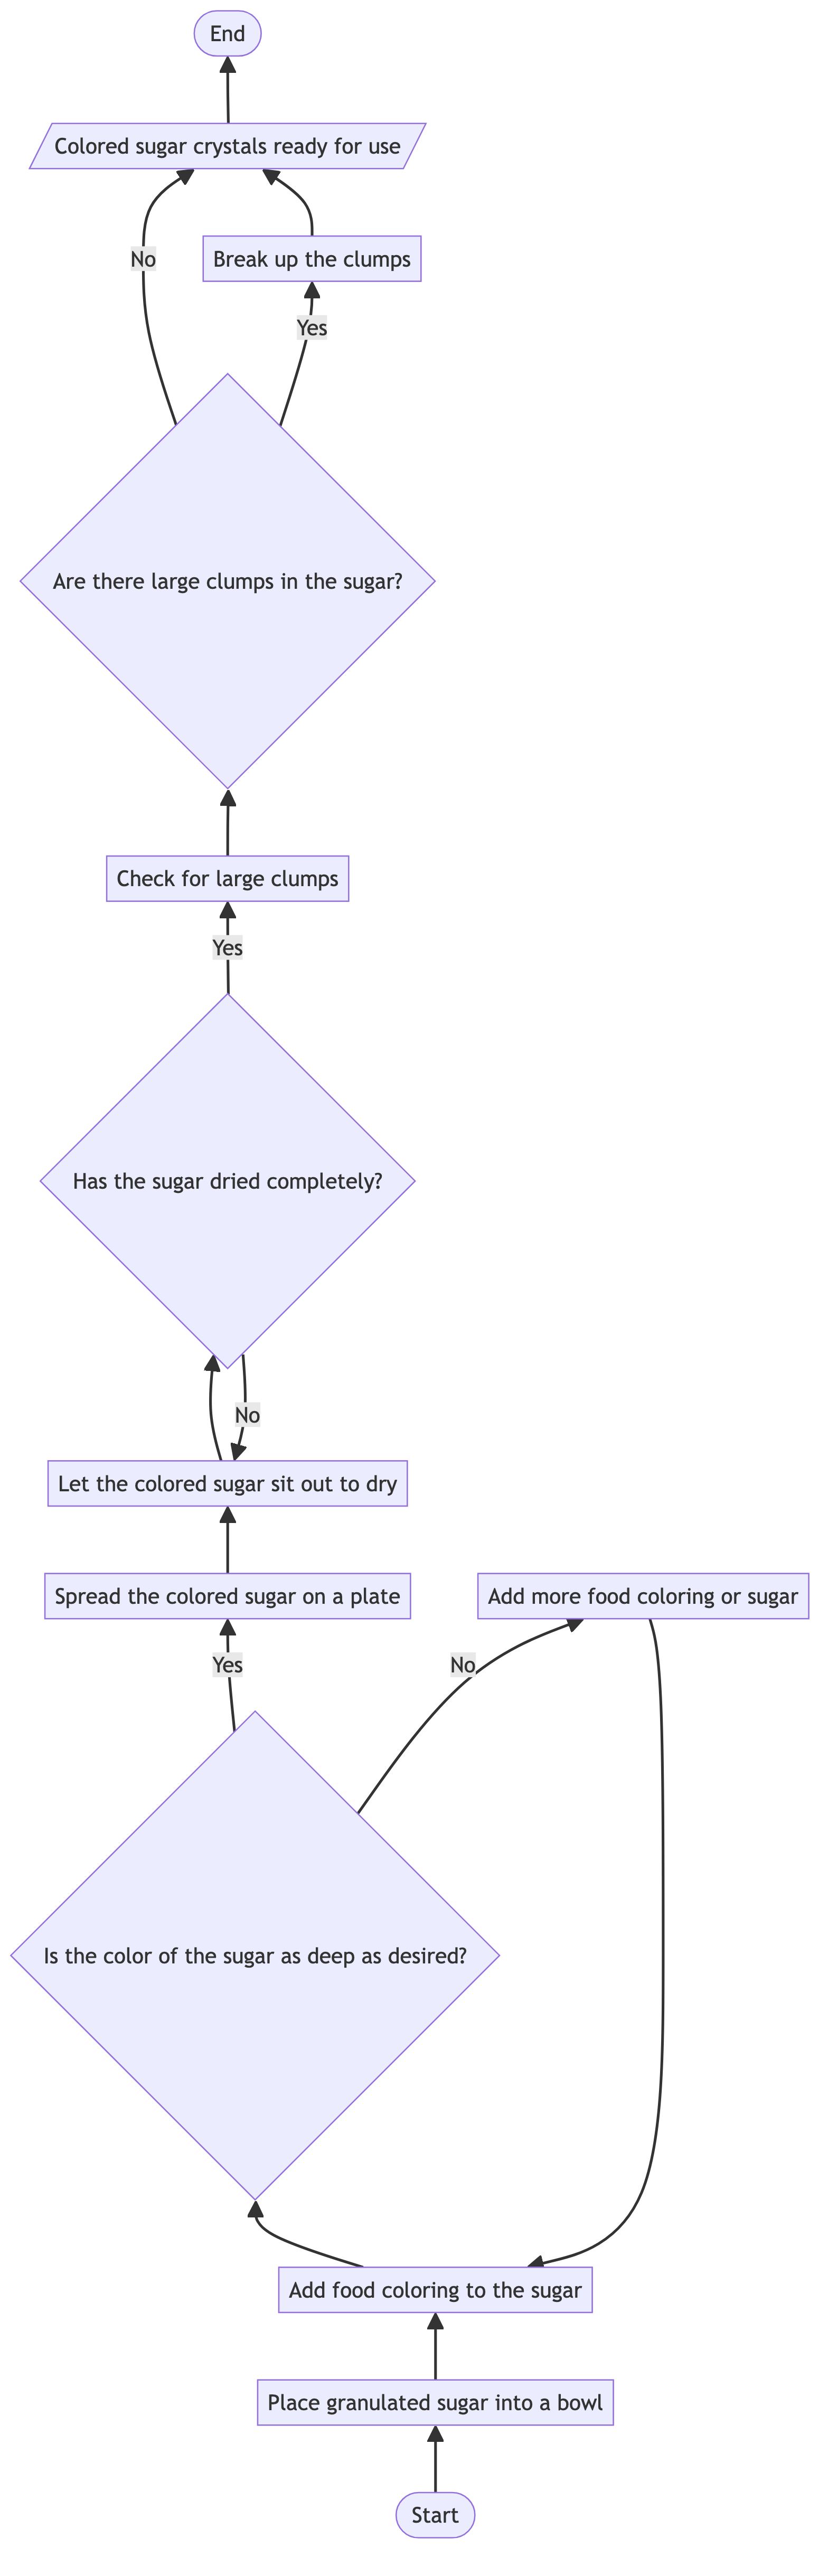 End
Colored sugar crystals ready for use
Break up the clumps
No
Yes
Are there large clumps in the sugar?
Check for large clumps
Yes
Has the sugar dried completely?
No
Let the colored sugar sit out to dry
Spread the colored sugar on a plate
Add more food coloring or sugar
Yes
No
Is the color of the sugar as deep as desired?
Add food coloring to the sugar
Place granulated sugar into a bowl
Start